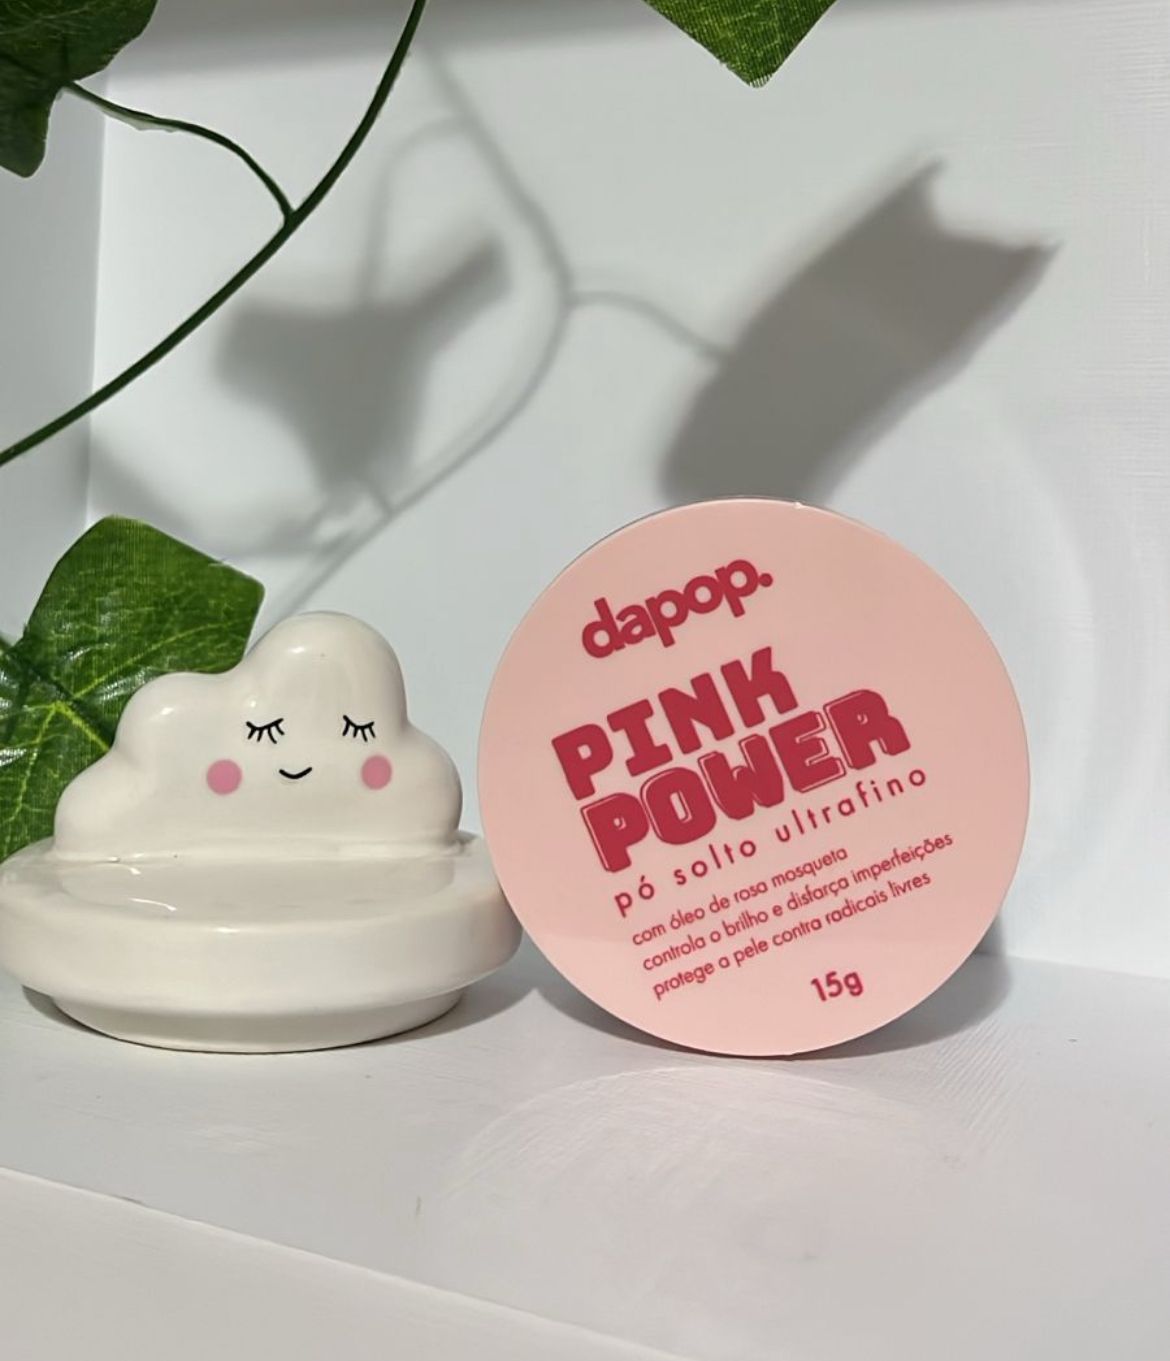 dapop.
PINK
POWER
pó solto ultrafino
com óleo de rosa mosqueta
controla o brilho e disfarça imperfeições
protege a pele contra radicais livres
15g